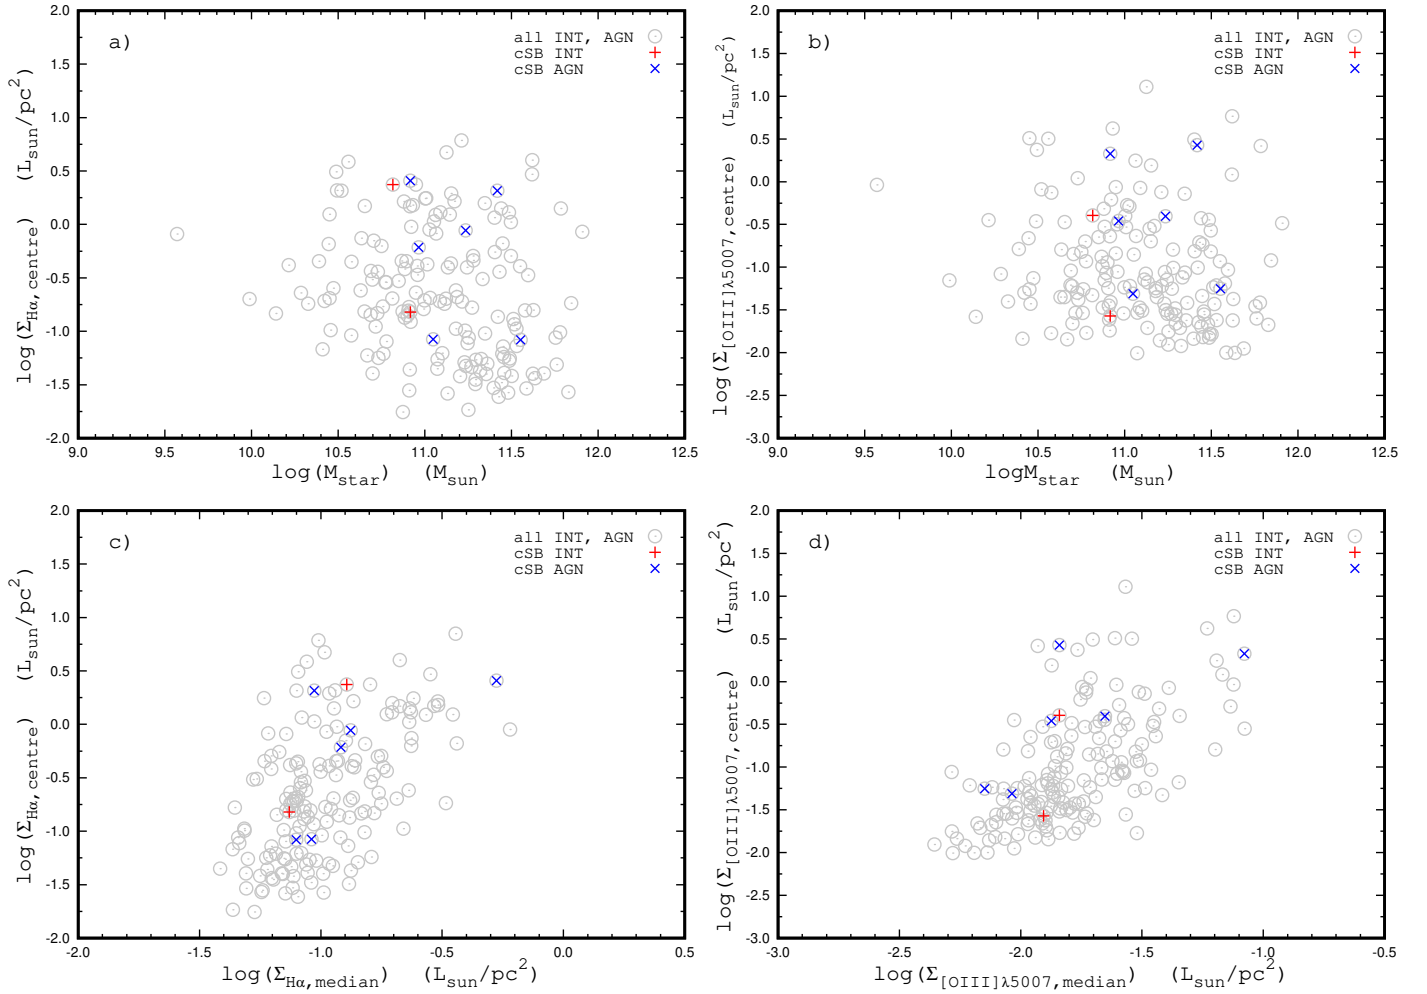 a)
all INT, AGN
cSB INT
cSB AGN
log(Σ_Hα,centre) (L_sun/pc^2)
2.0
1.5
1.0
0.5
0.0
-0.5
-1.0
-1.5
-2.0
9.0 9.5 10.0 10.5 11.0 11.5 12.0 12.5
log(M_star) (M_sun)
b)
all INT, AGN
cSB INT
cSB AGN
log(Σ_[OIII]λ5007,centre) (L_sun/pc^2)
2.0
1.5
1.0
0.5
0.0
-0.5
-1.0
-1.5
-2.0
-2.5
-3.0
9.0 9.5 10.0 10.5 11.0 11.5 12.0 12.5
logM_star (M_sun)
c)
all INT, AGN
cSB INT
cSB AGN
log(Σ_Hα,centre) (L_sun/pc^2)
2.0
1.5
1.0
0.5
0.0
-0.5
-1.0
-1.5
-2.0
-2.0 -1.5 -1.0 -0.5 0.0 0.5
log(Σ_Hα,median) (L_sun/pc^2)
d)
all INT, AGN
cSB INT
cSB AGN
log(Σ_[OIII]λ5007,centre) (L_sun/pc^2)
2.0
1.5
1.0
0.5
0.0
-0.5
-1.0
-1.5
-2.0
-2.5
-3.0
-3.0 -2.5 -2.0 -1.5 -1.0 -0.5
log(Σ_[OIII]λ5007,median) (L_sun/pc^2)